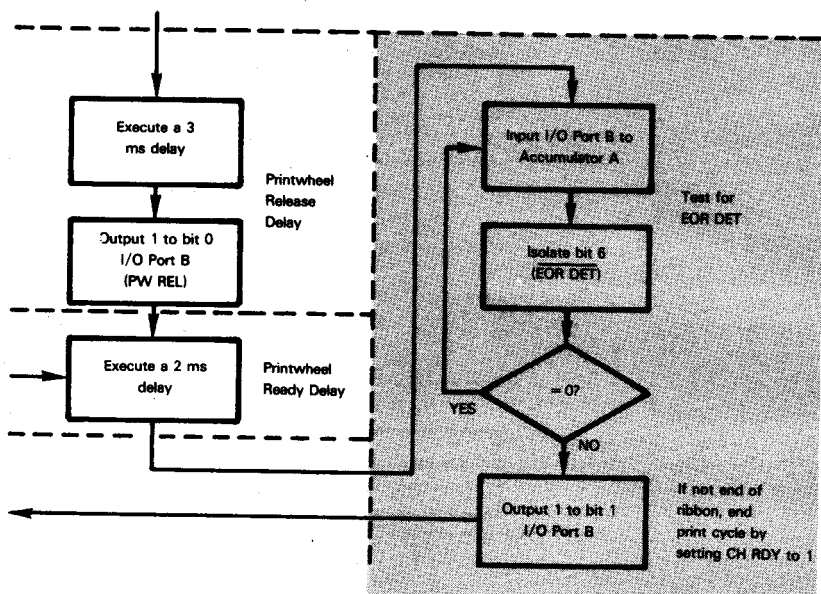 Execute a 3
ms delay
Printwheel
Release
Delay
Output 1 to bit 0
I/O Port B
(PW REL)
Execute a 2 ms
delay
Printwheel
Ready Delay
Input I/O Port B to
Accumulator A
Test for
EOR DET
Isolate bit 6
(EOR DET)
= 0?
YES
NO
Output 1 to bit 1
I/O Port B
If not end of
ribbon, end
print cycle by
setting CH RDY to 1